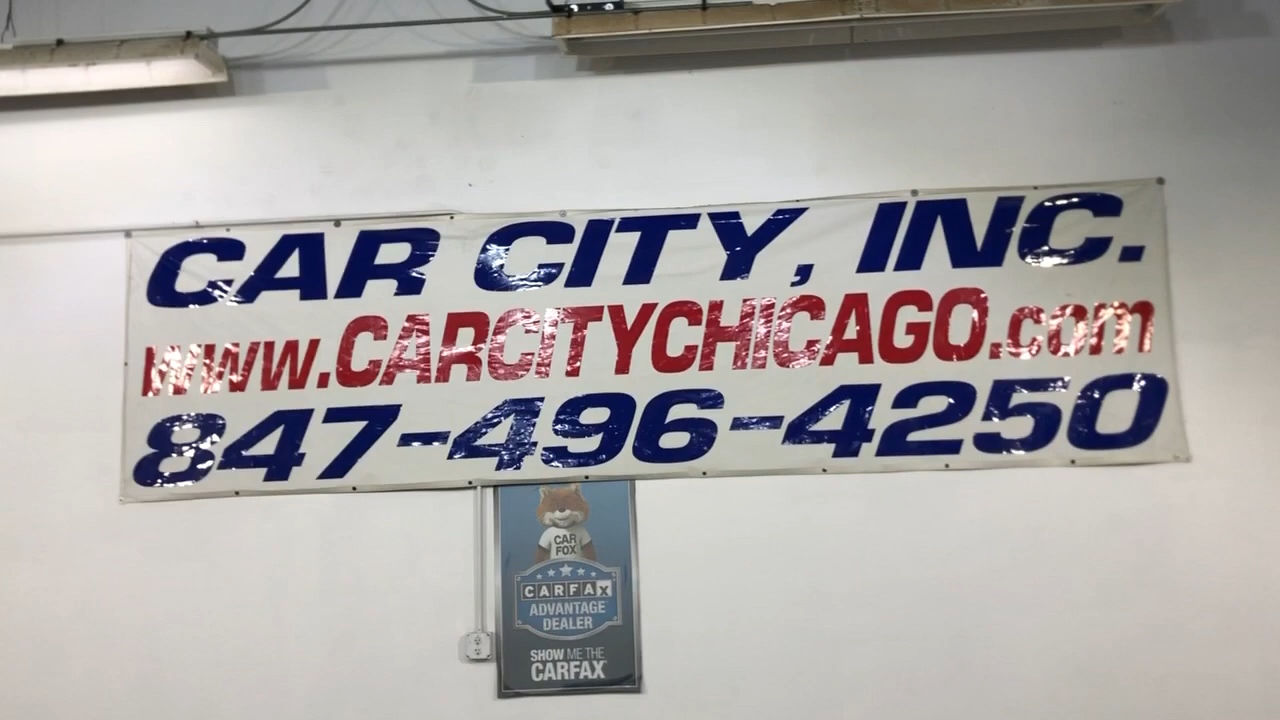 CAR CITY, INC.
www.CARCITYCHICAGO.com
847-496-4250
CAR
FOX
CARFAX
ADVANTAGE
DEALER
SHOW ME THE
CARFAX